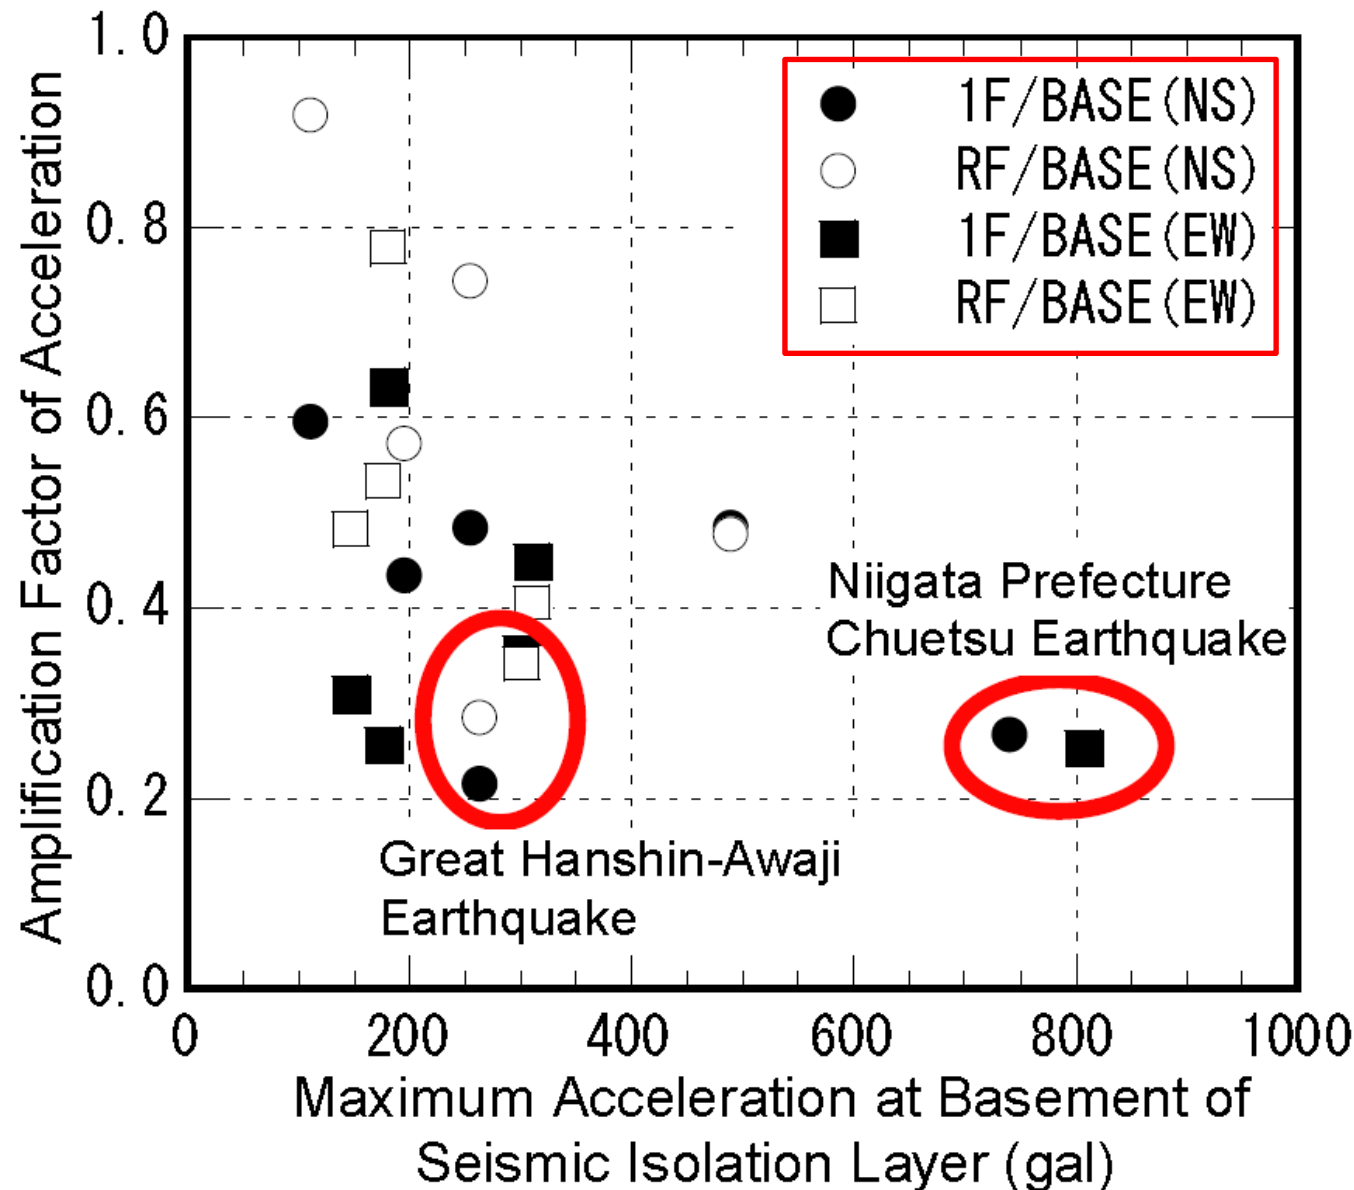 1.0
0.8
0.6
0.4
0.2
0.0
Amplification Factor of Acceleration
1F/BASE(NS)
RF/BASE(NS)
1F/BASE(EW)
RF/BASE(EW)
Niigata Prefecture
Chuetsu Earthquake
Great Hanshin-Awaji
Earthquake
0 200 400 600 800 1000
Maximum Acceleration at Basement of
Seismic Isolation Layer (gal)